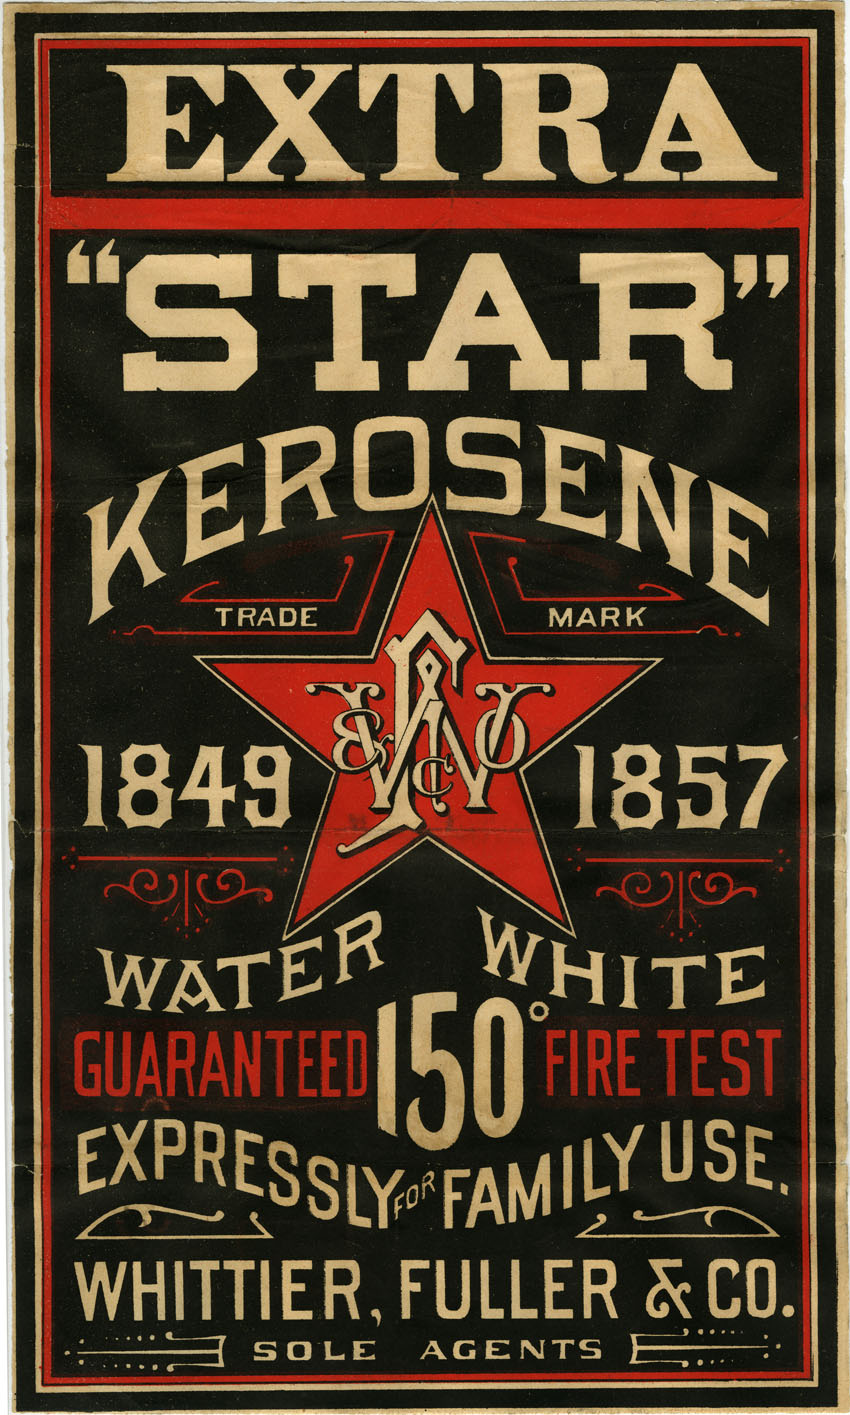 EXTRA
“STAR”
KEROSENE
TRADE MARK
W F & Co
1849 1857
WATER WHITE
GUARANTEED 150° FIRE TEST
EXPRESSLY FOR FAMILY USE.
WHITTIER, FULLER & CO.
SOLE AGENTS